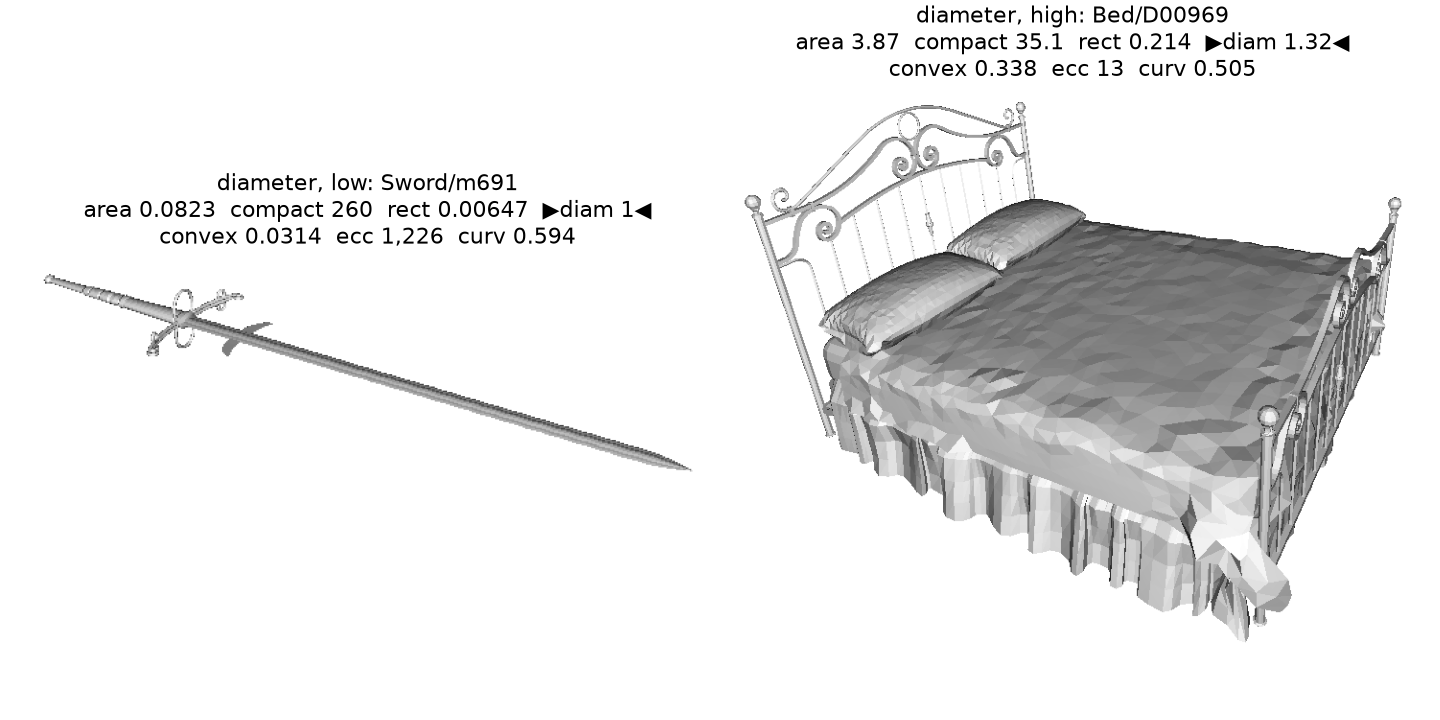 diameter, low: Sword/m691
area 0.0823  compact 260  rect 0.00647  ▶diam 1◀
convex 0.0314  ecc 1,226  curv 0.594
diameter, high: Bed/D00969
area 3.87  compact 35.1  rect 0.214  ▶diam 1.32◀
convex 0.338  ecc 13  curv 0.505